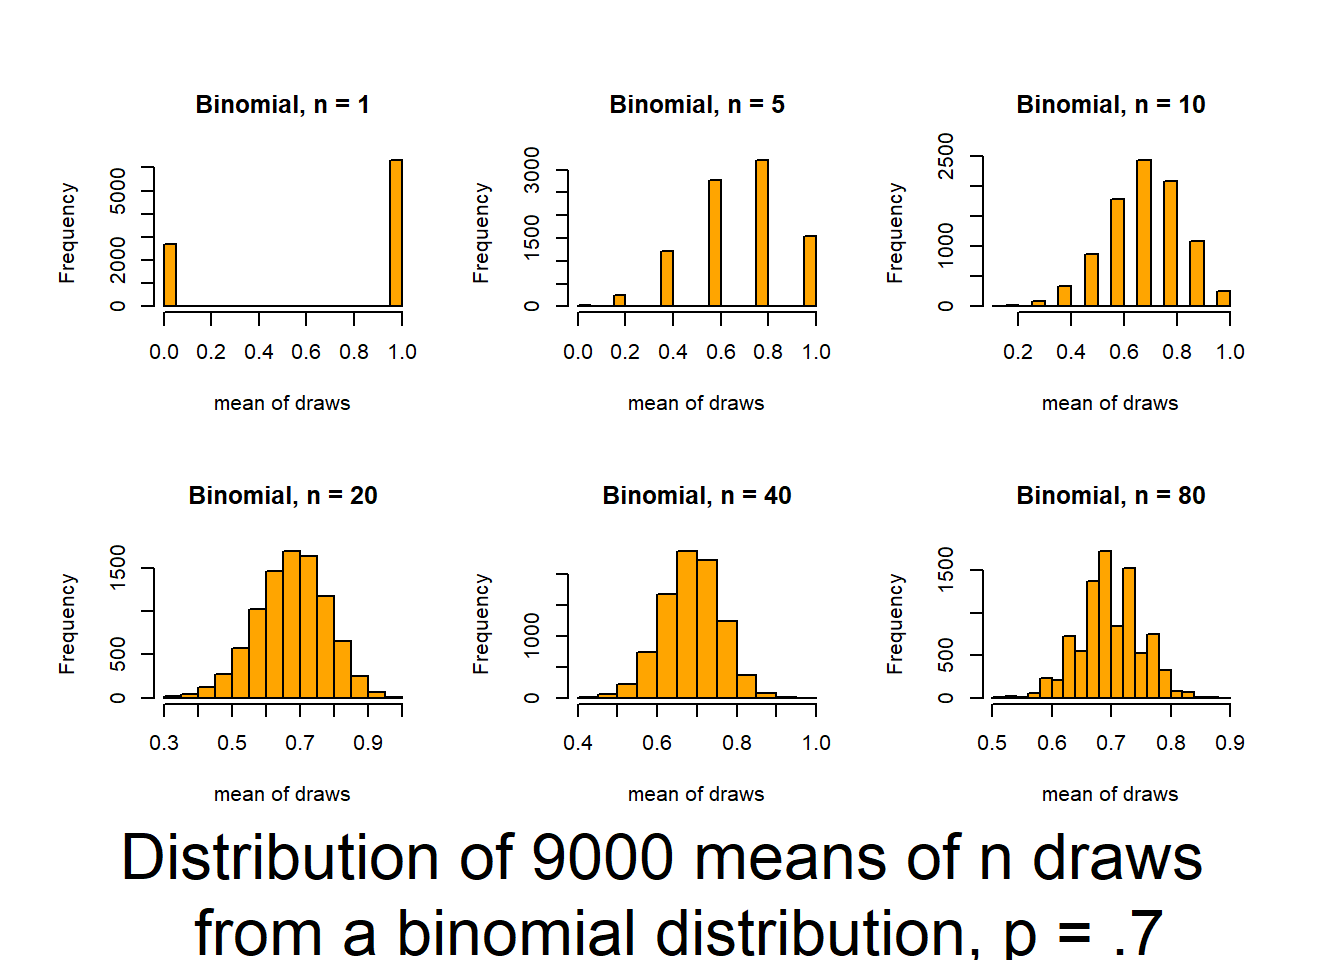 Binomial, n = 1
Frequency
0 2000 5000
0.0 0.2 0.4 0.6 0.8 1.0
mean of draws
Binomial, n = 5
Frequency
0 1500 3000
0.0 0.2 0.4 0.6 0.8 1.0
mean of draws
Binomial, n = 10
Frequency
0 1000 2500
0.2 0.4 0.6 0.8 1.0
mean of draws
Binomial, n = 20
Frequency
0 500 1500
0.3 0.5 0.7 0.9
mean of draws
Binomial, n = 40
Frequency
0 1000
0.4 0.6 0.8 1.0
mean of draws
Binomial, n = 80
Frequency
0 500 1500
0.5 0.6 0.7 0.8 0.9
mean of draws
Distribution of 9000 means of n draws
from a binomial distribution, p = .7